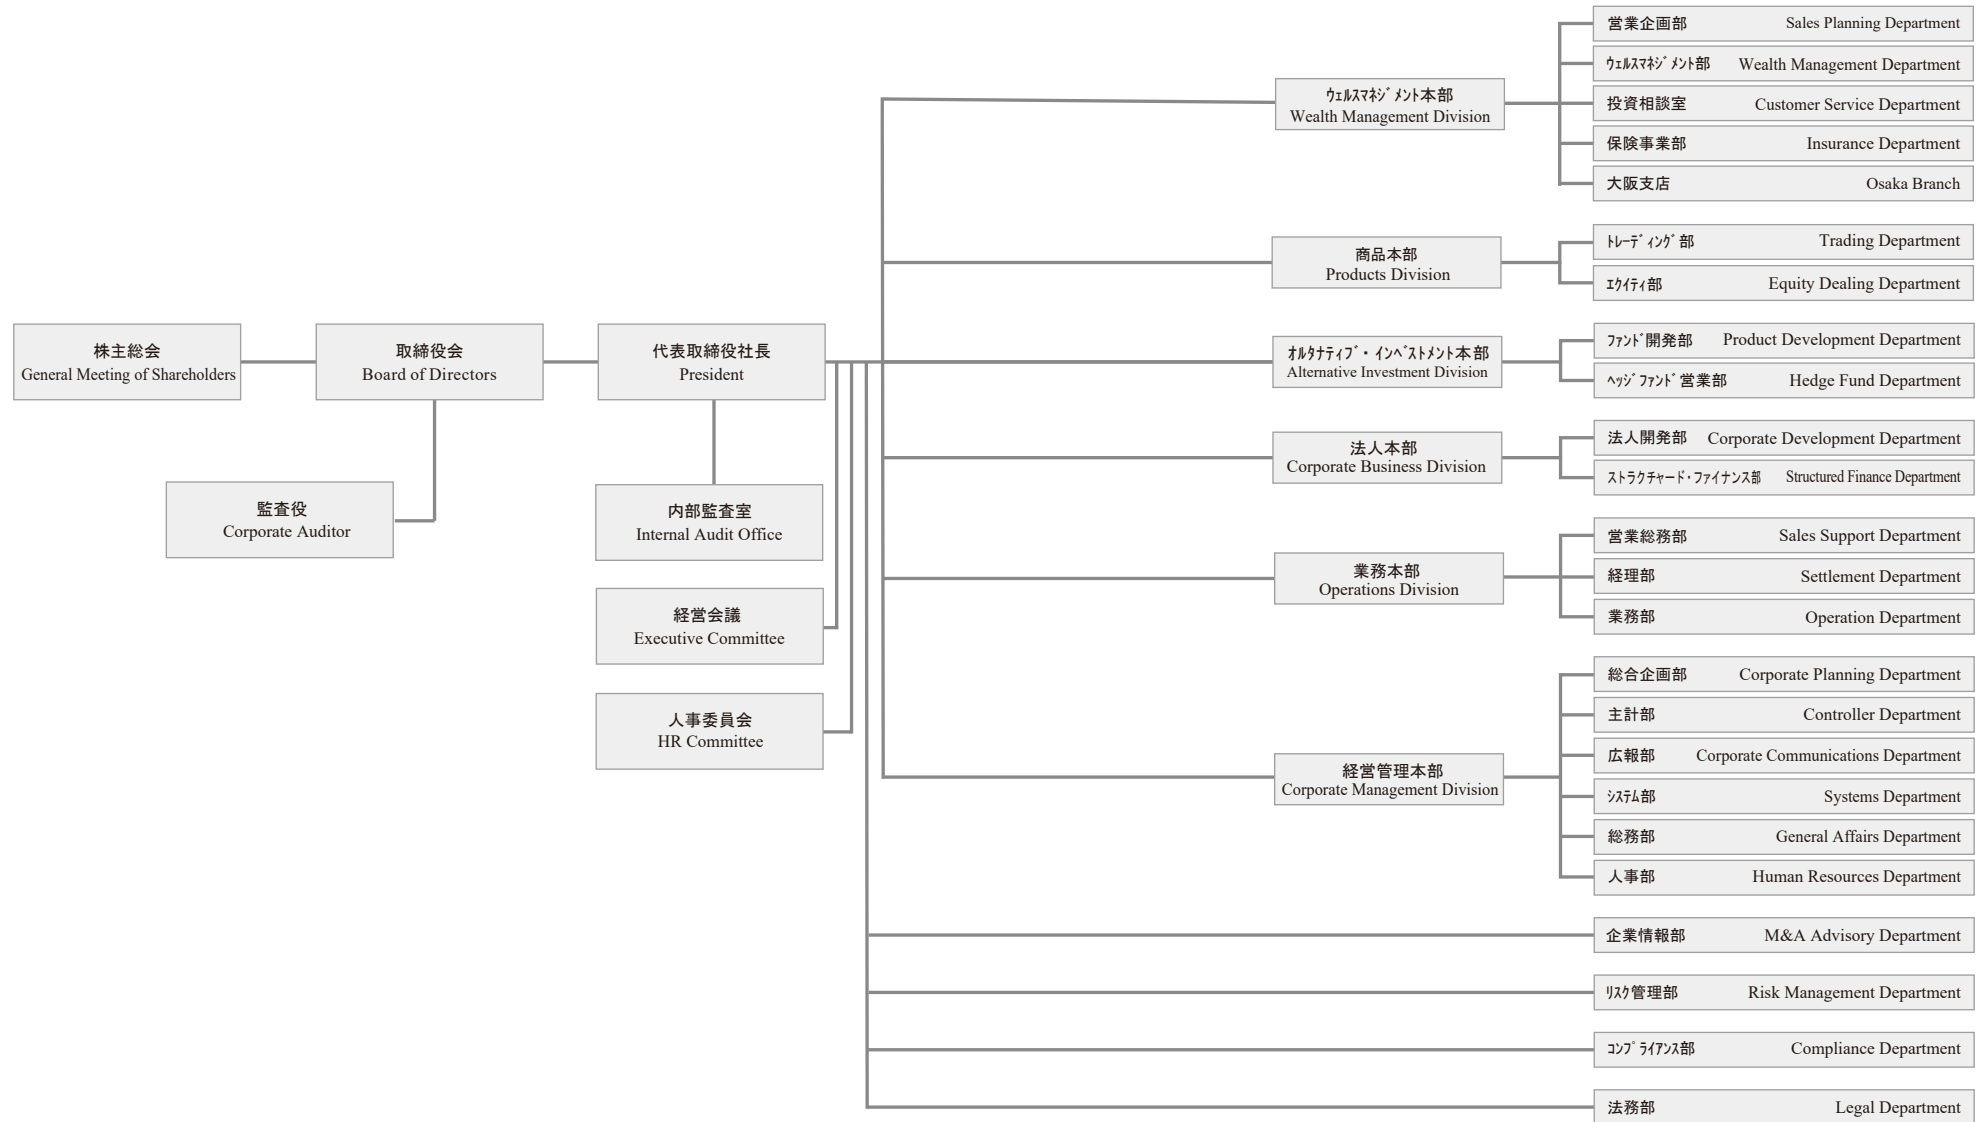 株主総会
General Meeting of Shareholders
取締役会
Board of Directors
監査役
Corporate Auditor
代表取締役社長
President
内部監査室
Internal Audit Office
経営会議
Executive Committee
人事委員会
HR Committee
ｳｪﾙｽﾏﾈｼﾞﾒﾝﾄ本部
Wealth Management Division
営業企画部 Sales Planning Department
ｳｪﾙｽﾏﾈｼﾞﾒﾝﾄ部 Wealth Management Department
投資相談室 Customer Service Department
保険事業部 Insurance Department
大阪支店 Osaka Branch
商品本部
Products Division
ﾄﾚｰﾃﾞｨﾝｸﾞ部 Trading Department
ｴｸｲﾃｨ部 Equity Dealing Department
ｵﾙﾀﾅﾃｨﾌﾞ・ｲﾝﾍﾞｽﾄﾒﾝﾄ本部
Alternative Investment Division
ﾌｧﾝﾄﾞ開発部 Product Development Department
ﾍｯｼﾞﾌｧﾝﾄﾞ営業部 Hedge Fund Department
法人本部
Corporate Business Division
法人開発部 Corporate Development Department
ストラクチャード・ファイナンス部 Structured Finance Department
業務本部
Operations Division
営業総務部 Sales Support Department
経理部 Settlement Department
業務部 Operation Department
経営管理本部
Corporate Management Division
総合企画部 Corporate Planning Department
主計部 Controller Department
広報部 Corporate Communications Department
ｼｽﾃﾑ部 Systems Department
総務部 General Affairs Department
人事部 Human Resources Department
企業情報部 M&A Advisory Department
ﾘｽｸ管理部 Risk Management Department
ｺﾝﾌﾟﾗｲｱﾝｽ部 Compliance Department
法務部 Legal Department